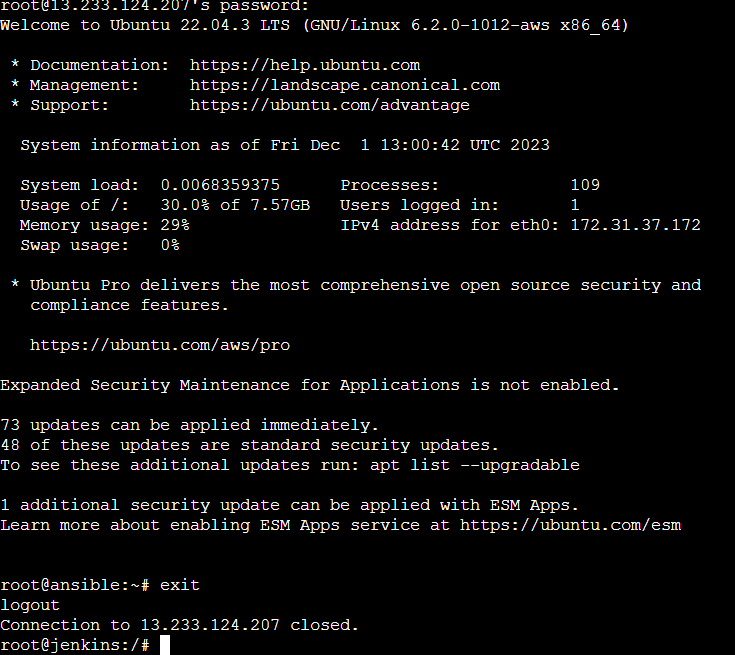 root@13.233.124.207's password:
Welcome to Ubuntu 22.04.3 LTS (GNU/Linux 6.2.0-1012-aws x86_64)
* Documentation:  https://help.ubuntu.com
* Management:     https://landscape.canonical.com
* Support:        https://ubuntu.com/advantage
System information as of Fri Dec  1 13:00:42 UTC 2023
System load:  0.0068359375      Processes:             109
Usage of /:   30.0% of 7.57GB   Users logged in:       1
Memory usage: 29%               IPv4 address for eth0: 172.31.37.172
Swap usage:   0%
* Ubuntu Pro delivers the most comprehensive open source security and
compliance features.
https://ubuntu.com/aws/pro
Expanded Security Maintenance for Applications is not enabled.
73 updates can be applied immediately.
48 of these updates are standard security updates.
To see these additional updates run: apt list --upgradable
1 additional security update can be applied with ESM Apps.
Learn more about enabling ESM Apps service at https://ubuntu.com/esm
root@ansible:~# exit
logout
Connection to 13.233.124.207 closed.
root@jenkins:/#